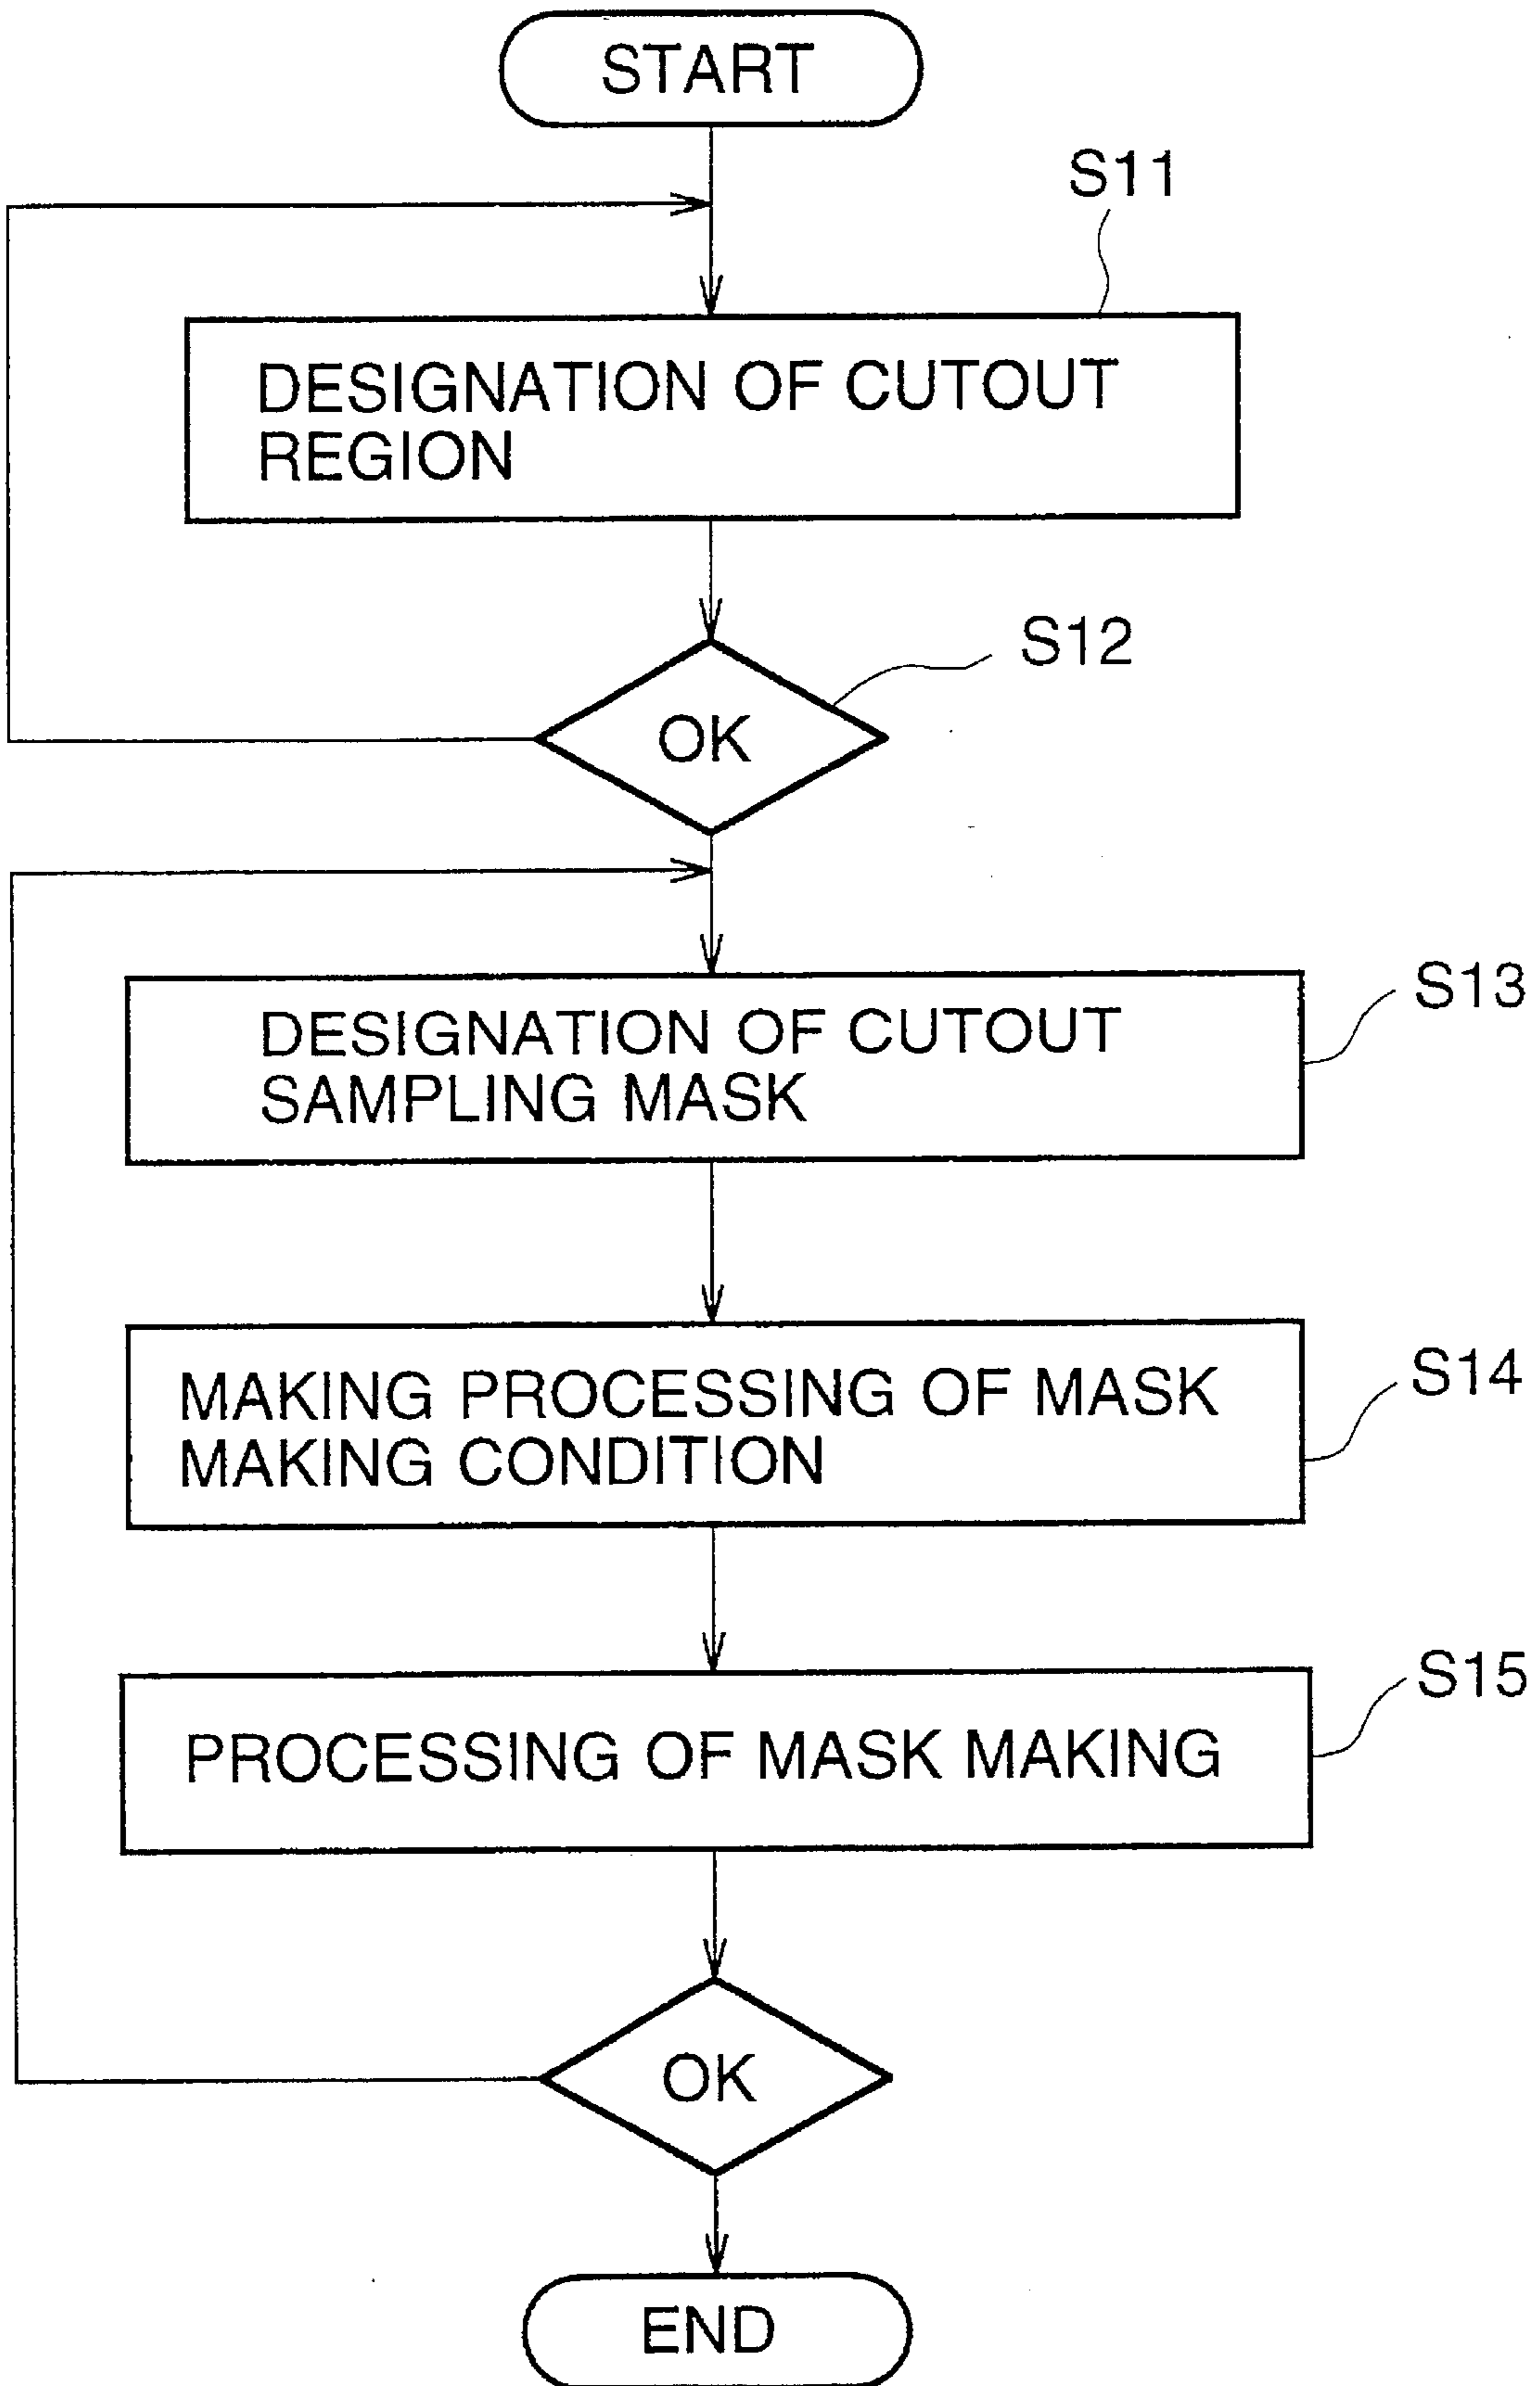 START
S11
DESIGNATION OF CUTOUT
REGION
S12
OK
S13
DESIGNATION OF CUTOUT
SAMPLING MASK
S14
MAKING PROCESSING OF MASK
MAKING CONDITION
S15
PROCESSING OF MASK MAKING
OK
END